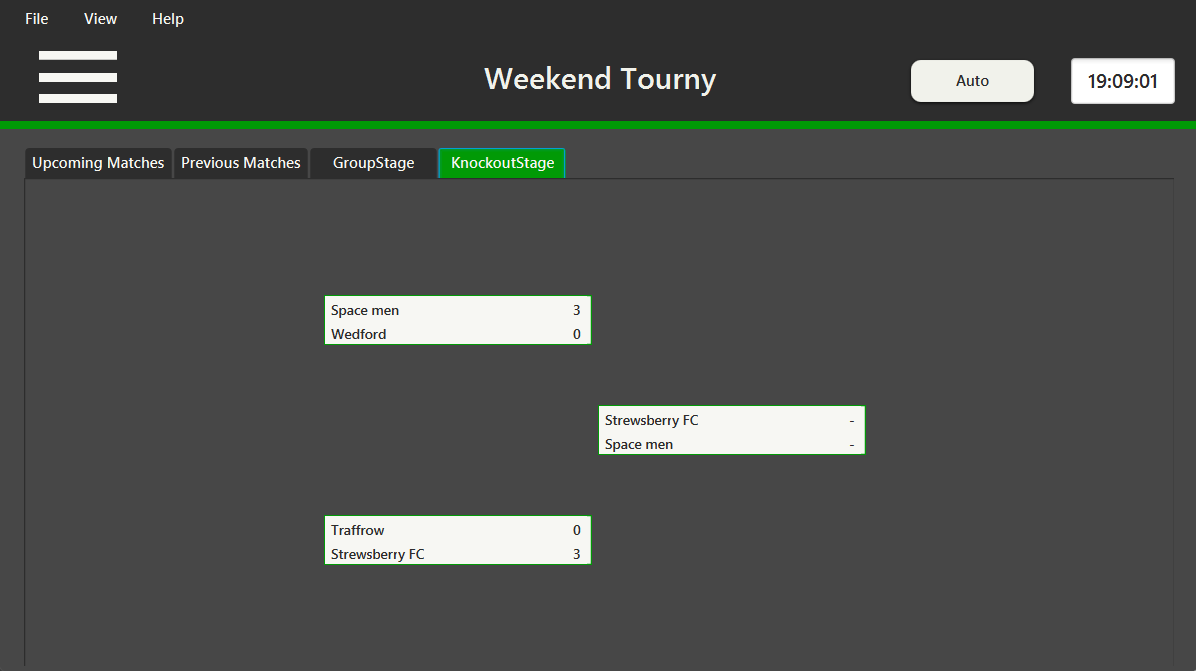 File View Help
Weekend Tourny
Auto
19:09:01
Upcoming Matches Previous Matches GroupStage KnockoutStage
Space men 3
Wedford 0
Strewsberry FC -
Space men -
Traffrow 0
Strewsberry FC 3